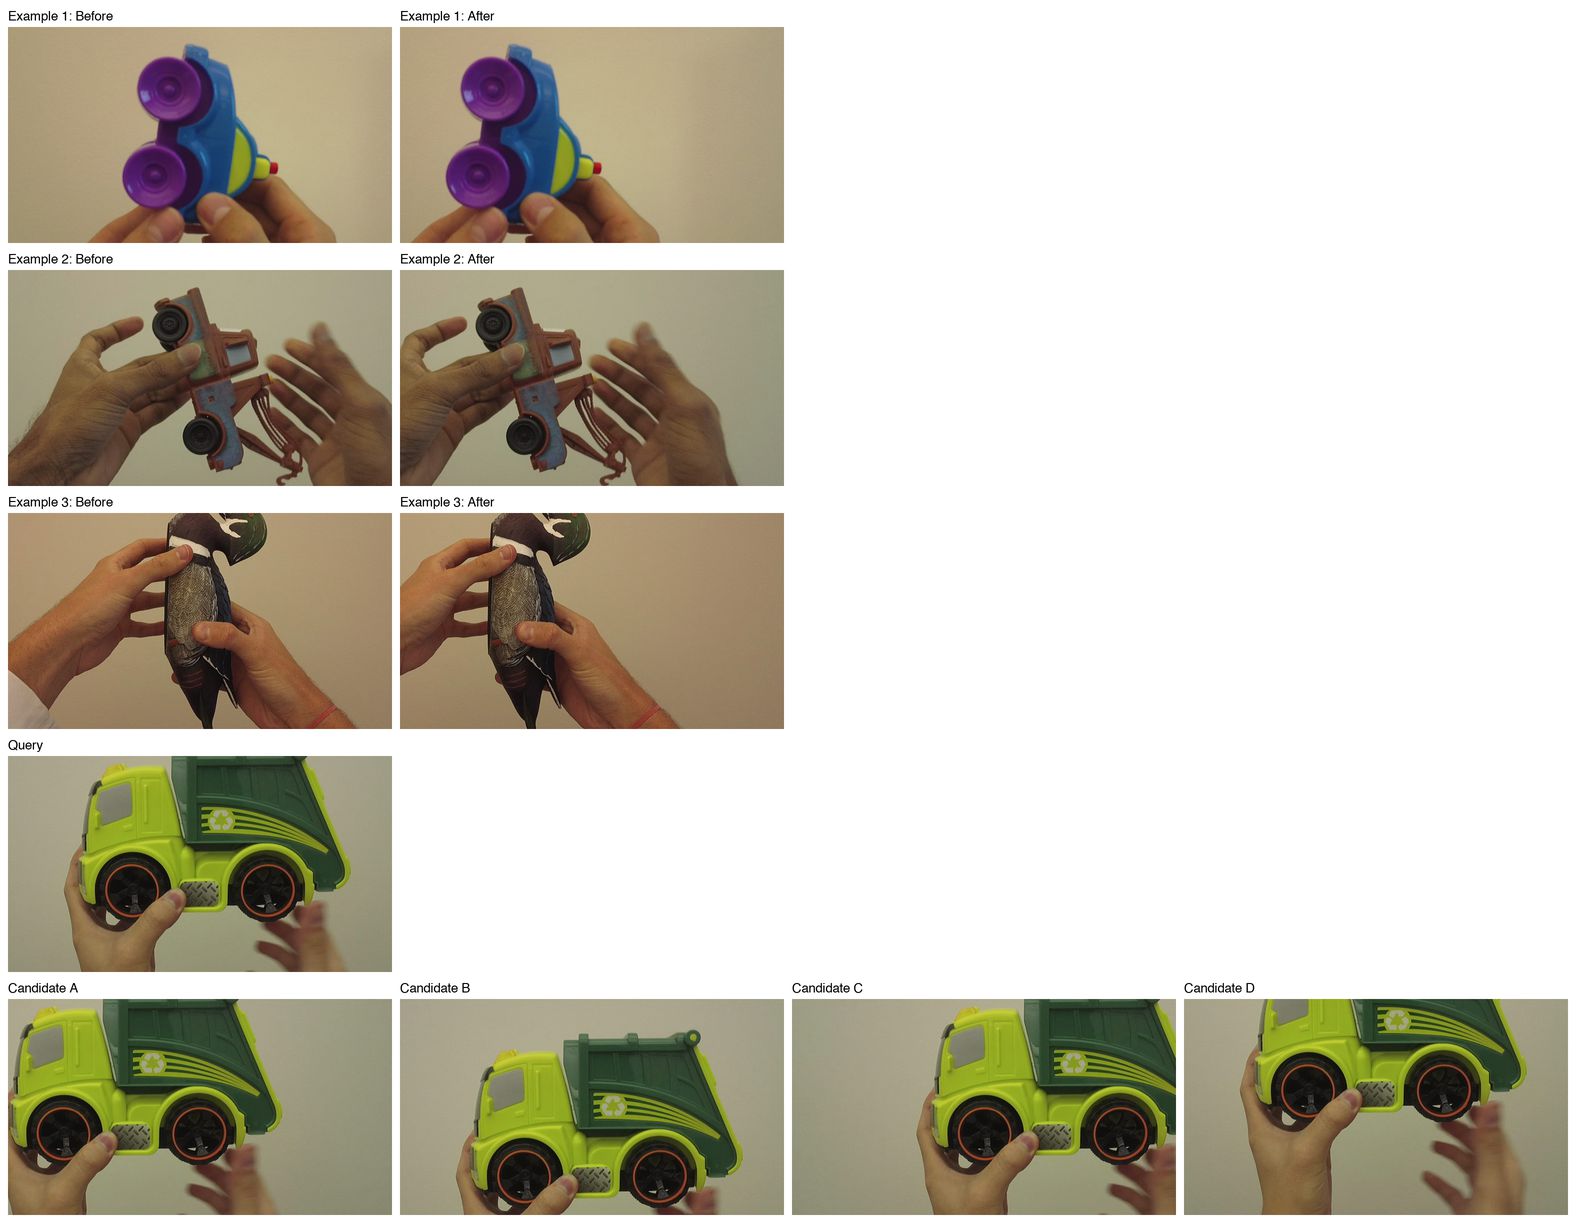 Example 1: Before
Example 1: After
Example 2: Before
Example 2: After
Example 3: Before
Example 3: After
Query
Candidate A
Candidate B
Candidate C
Candidate D